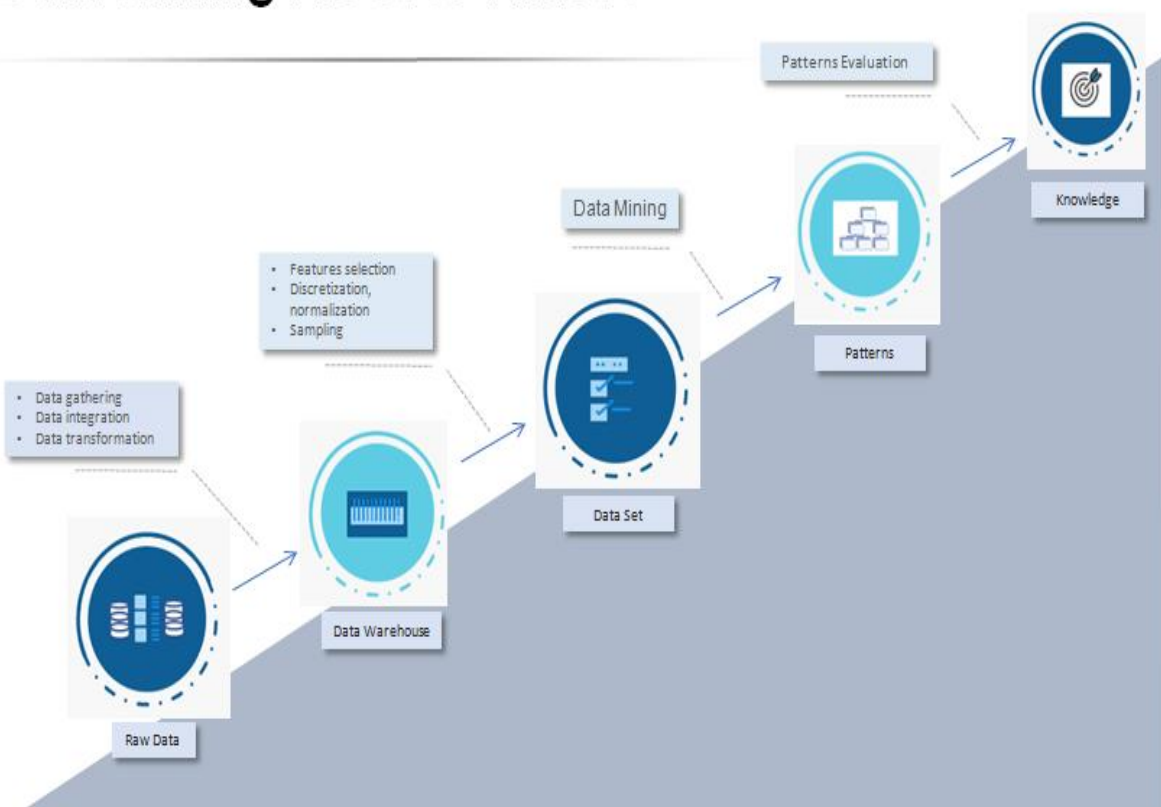 Patterns Evaluation
Knowledge
Data Mining
Patterns
• Features selection
• Discretization,
normalization
• Sampling
Data Set
• Data gathering
• Data integration
• Data transformation
Data Warehouse
Raw Data